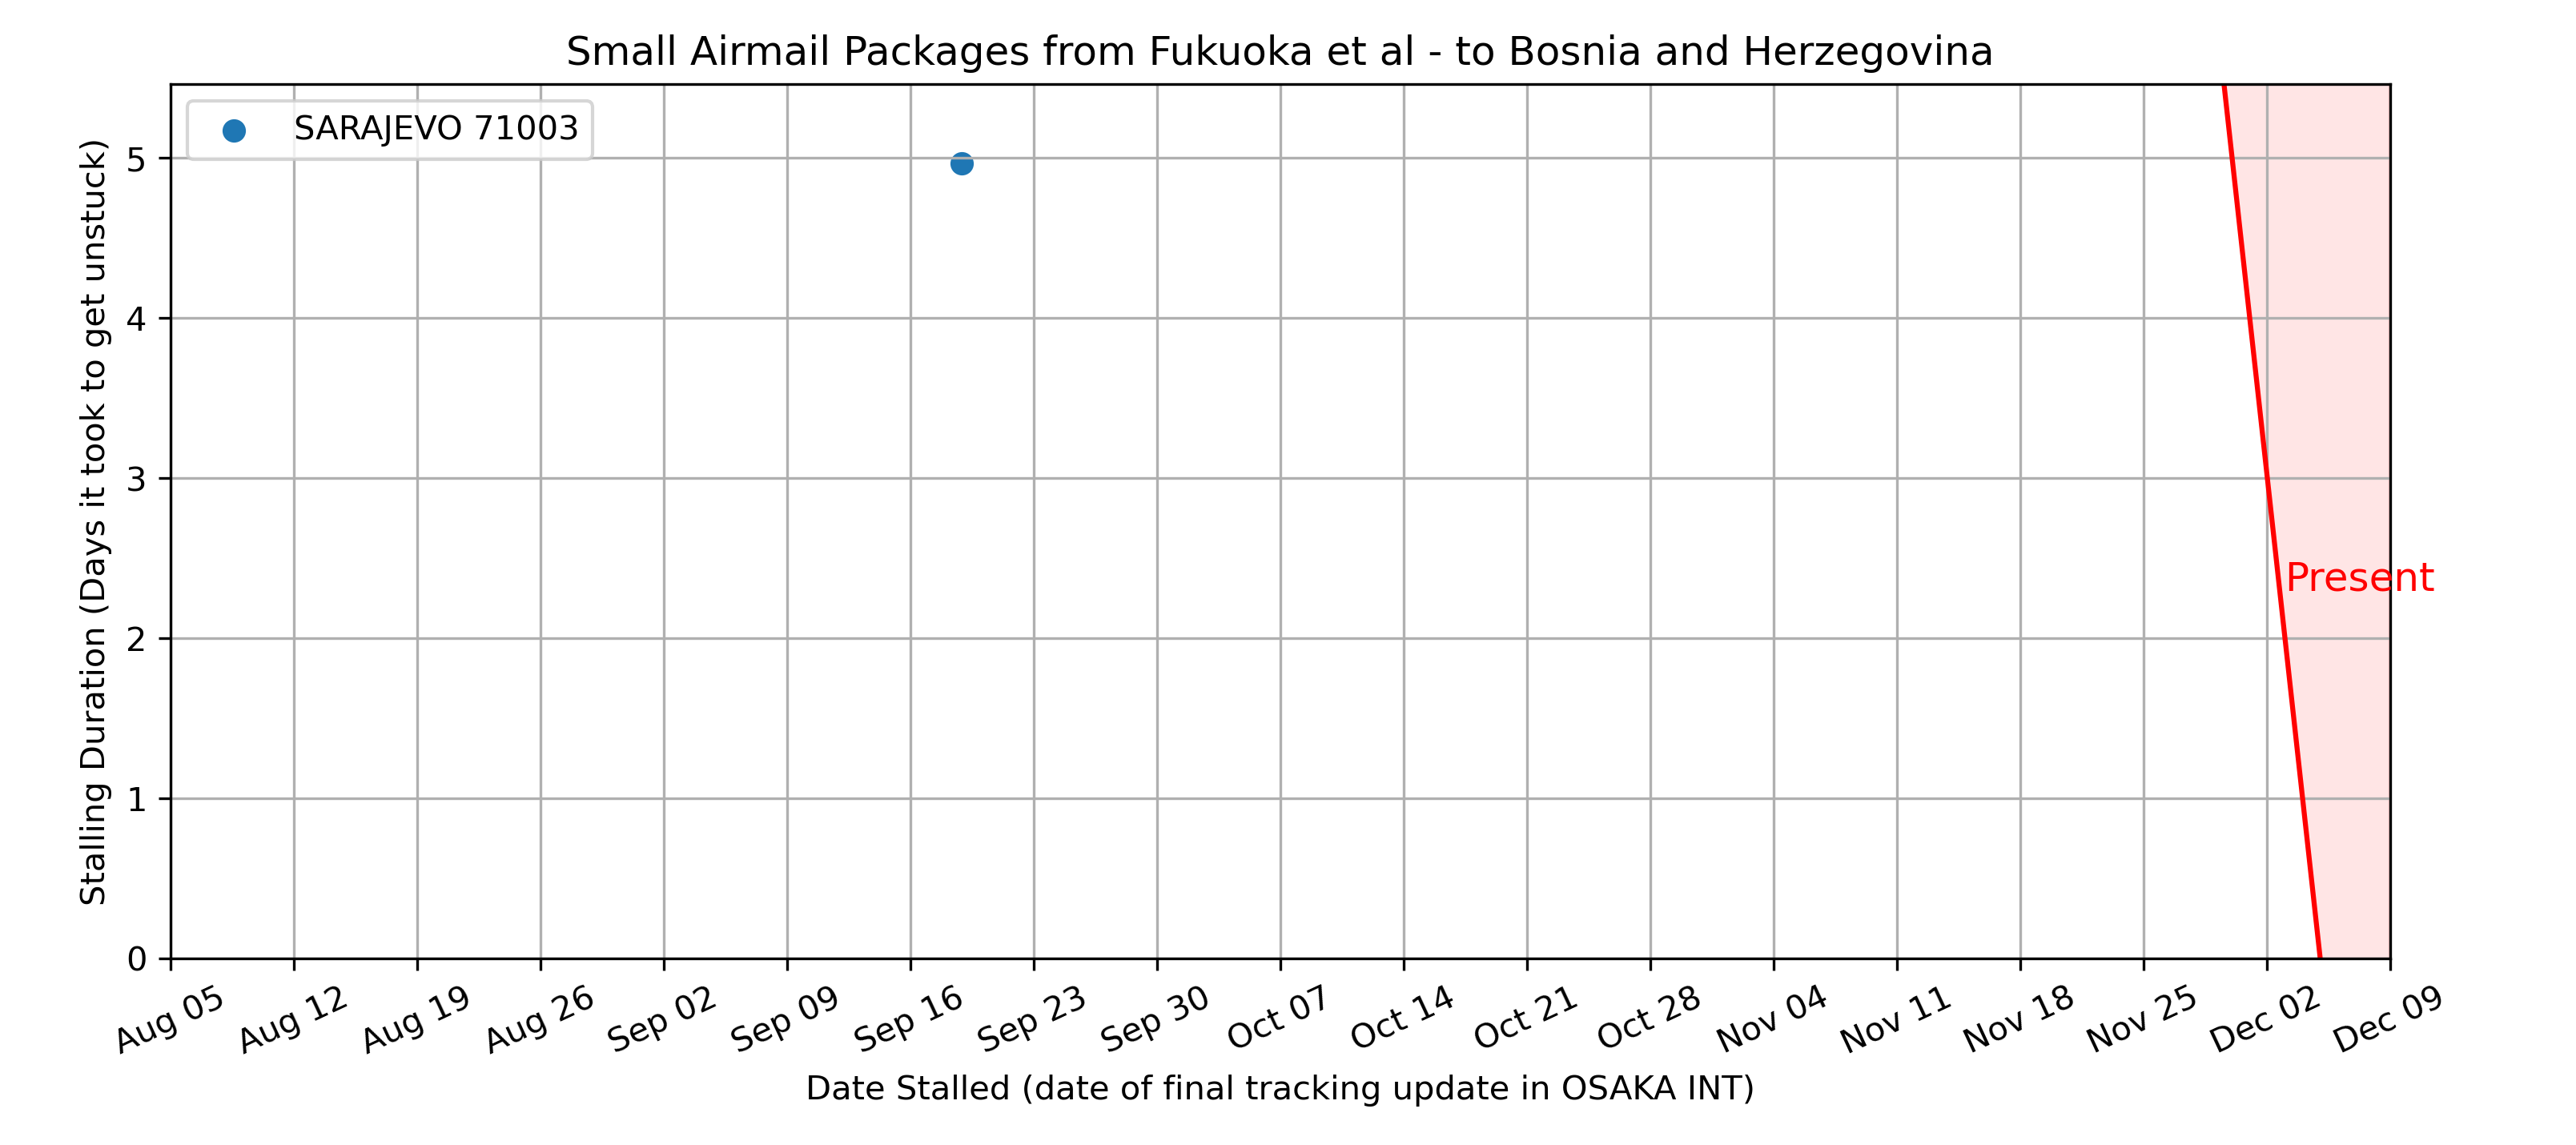 Small Airmail Packages from Fukuoka et al - to Bosnia and Herzegovina
SARAJEVO 71003
Stalling Duration (Days it took to get unstuck)
5
4
3
2
1
0
Present
Aug 05
Aug 12
Aug 19
Aug 26
Sep 02
Sep 09
Sep 16
Sep 23
Sep 30
Oct 07
Oct 14
Oct 21
Oct 28
Nov 04
Nov 11
Nov 18
Nov 25
Dec 02
Dec 09
Date Stalled (date of final tracking update in OSAKA INT)